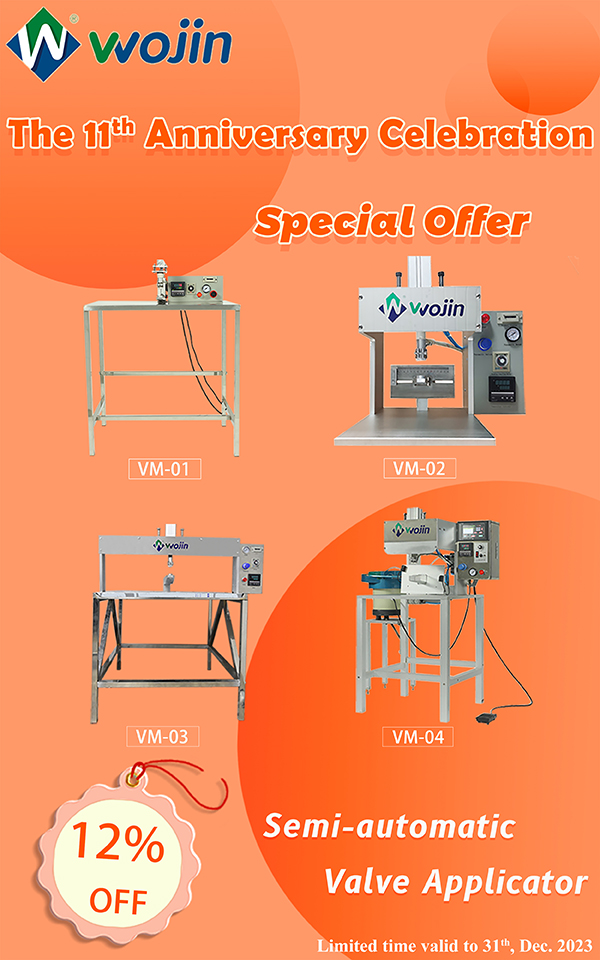 ® wojin
The 11th Anniversary Celebration
Special Offer
wojin
VM-01
VM-02
wojin
wojin
VM-03
VM-04
12%
OFF
Semi-automatic
Valve Applicator
Limited time valid to 31th, Dec. 2023